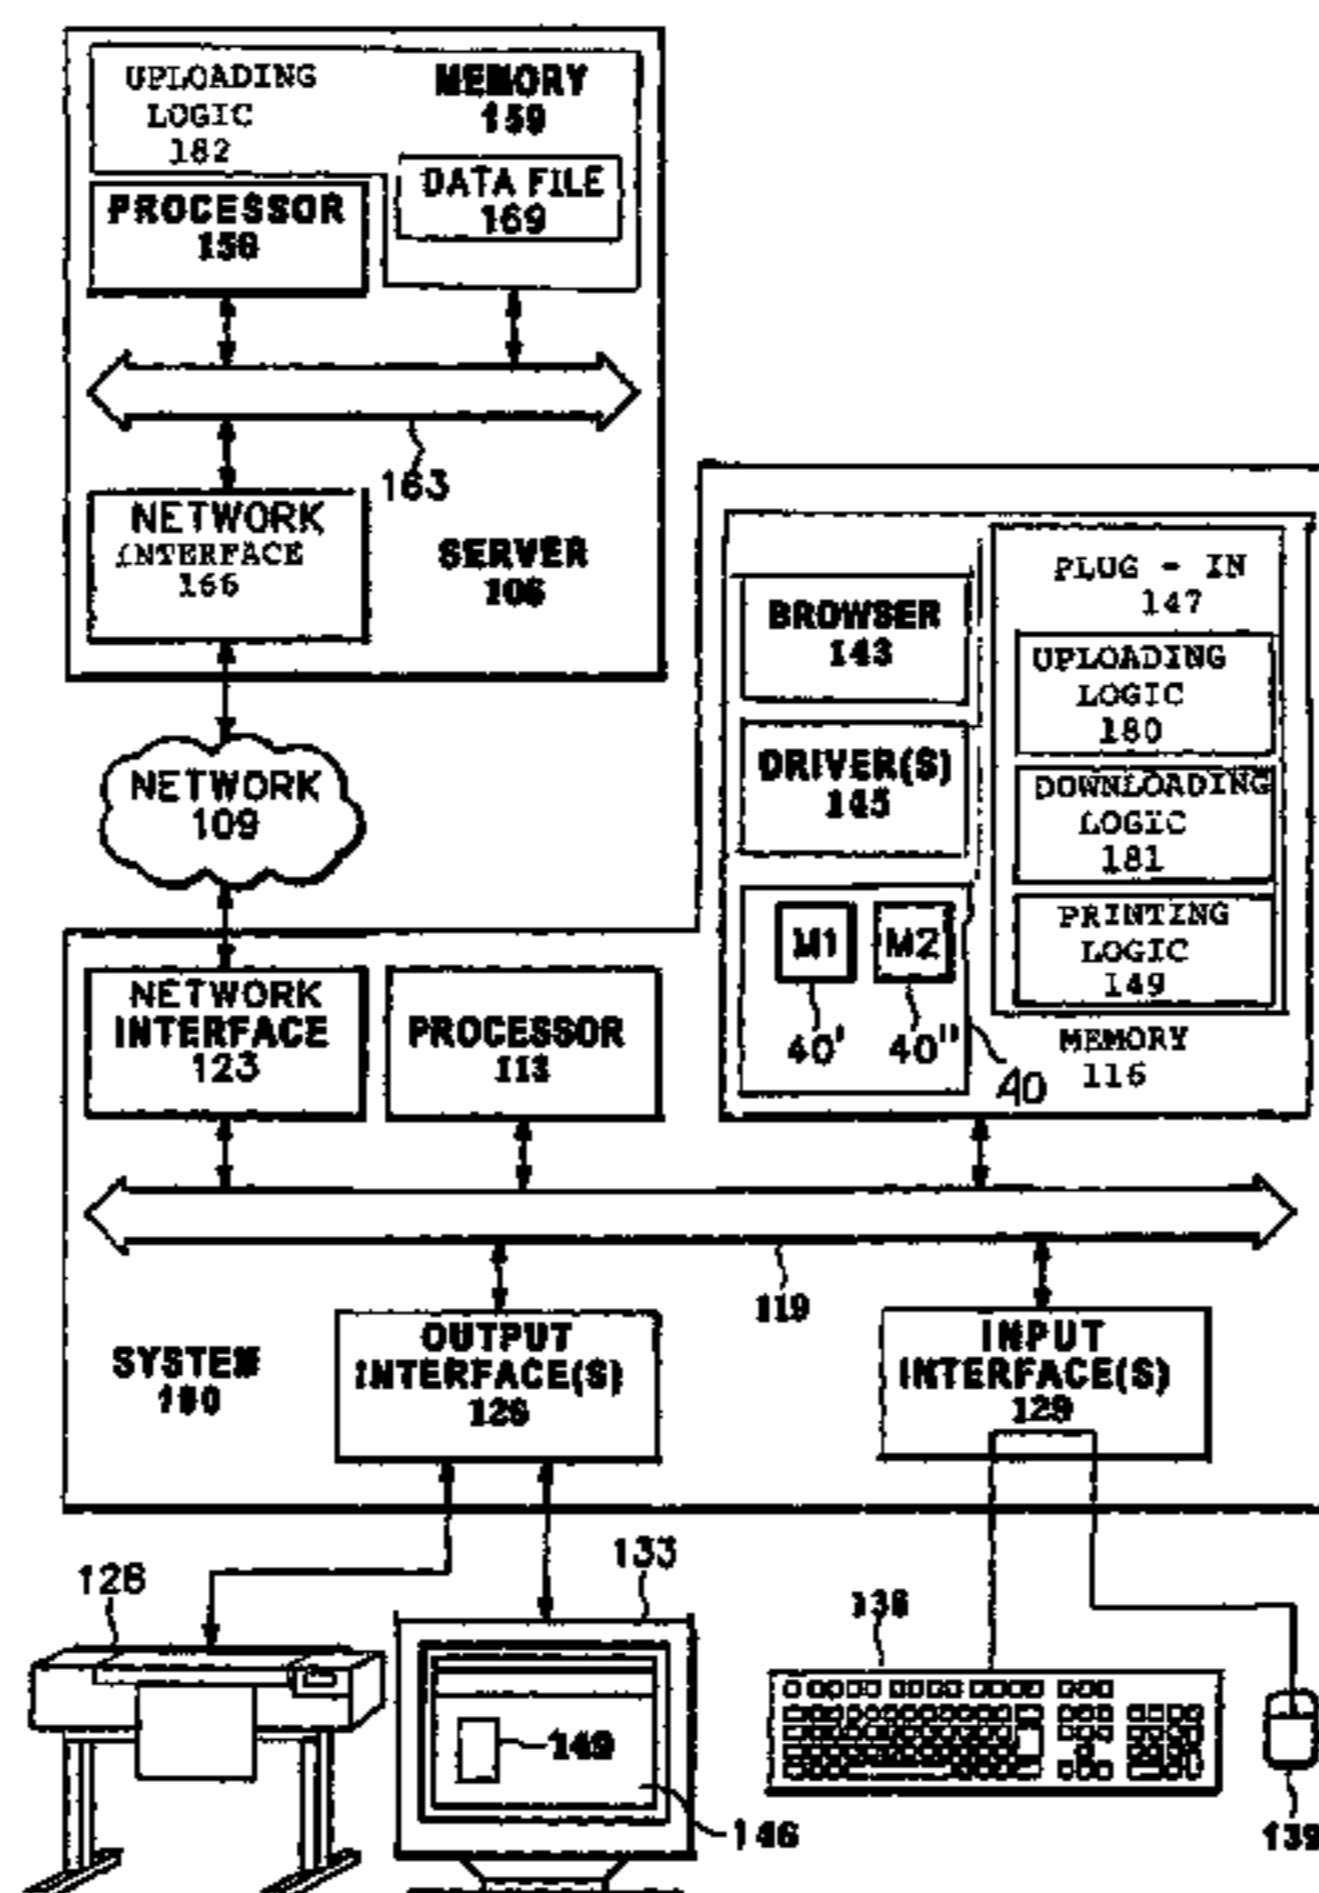 UPLOADING
LOGIC
182
MEMORY
159
DATA FILE
169
PROCESSOR
156
163
NETWORK
INTERFACE
166
SERVER
106
NETWORK
109
BROWSER
143
DRIVER(S)
145
M1
M2
40'
40"
40
PLUG - IN
147
UPLOADING
LOGIC
180
DOWNLOADING
LOGIC
181
PRINTING
LOGIC
149
MEMORY
116
NETWORK
INTERFACE
123
PROCESSOR
113
119
SYSTEM
100
OUTPUT
INTERFACE(S)
126
INPUT
INTERFACE(S)
129
128
133
149
146
136
139